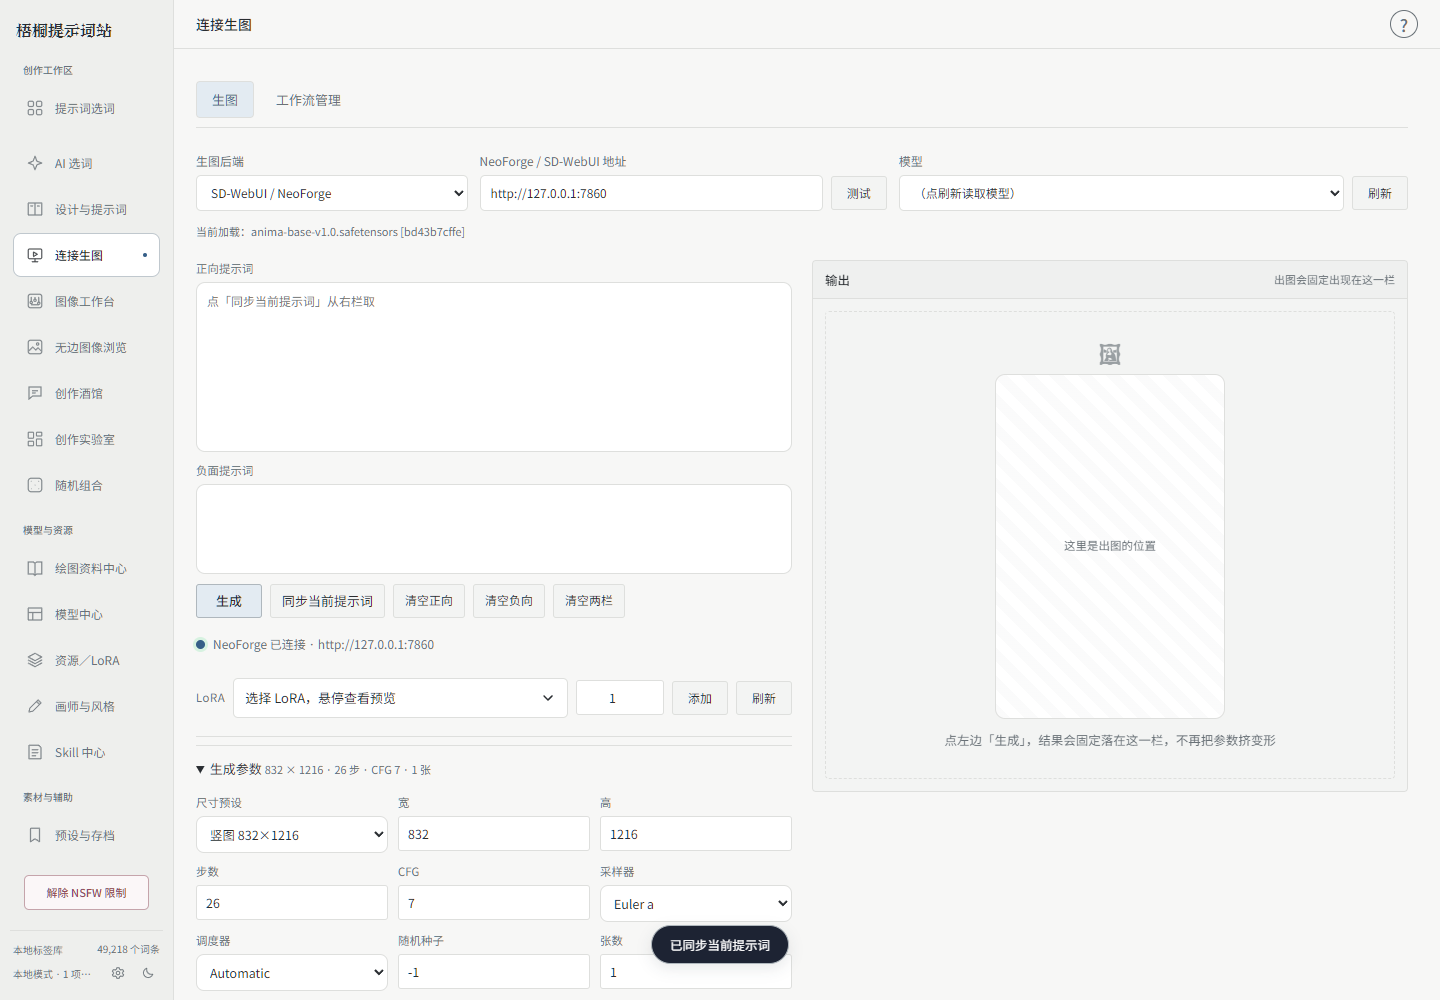 梧桐提示词站
创作工作区
提示词选词
AI 选词
设计与提示词
连接生图
图像工作台
无边图像浏览
创作酒馆
创作实验室
随机组合
模型与资源
绘图资料中心
模型中心
资源／LoRA
画师与风格
Skill 中心
素材与辅助
预设与存档
解除 NSFW 限制
本地标签库 49,218 个词条
本地模式 · 1 项···
连接生图
?
生图 工作流管理
生图后端 NeoForge / SD-WebUI 地址 模型
SD-WebUI / NeoForge http://127.0.0.1:7860 测试 （点刷新读取模型） 刷新
当前加载：anima-base-v1.0.safetensors [bd43b7cffe]
正向提示词
点「同步当前提示词」从右栏取
负面提示词
生成 同步当前提示词 清空正向 清空负向 清空两栏
NeoForge 已连接 · http://127.0.0.1:7860
LoRA 选择 LoRA，悬停查看预览 1 添加 刷新
生成参数 832 × 1216 · 26 步 · CFG 7 · 1 张
尺寸预设 宽 高
竖图 832×1216 832 1216
步数 CFG 采样器
26 7 Euler a
调度器 随机种子 张数
Automatic -1 1
已同步当前提示词
输出 出图会固定出现在这一栏
这里是出图的位置
点左边「生成」，结果会固定落在这一栏，不再把参数挤变形